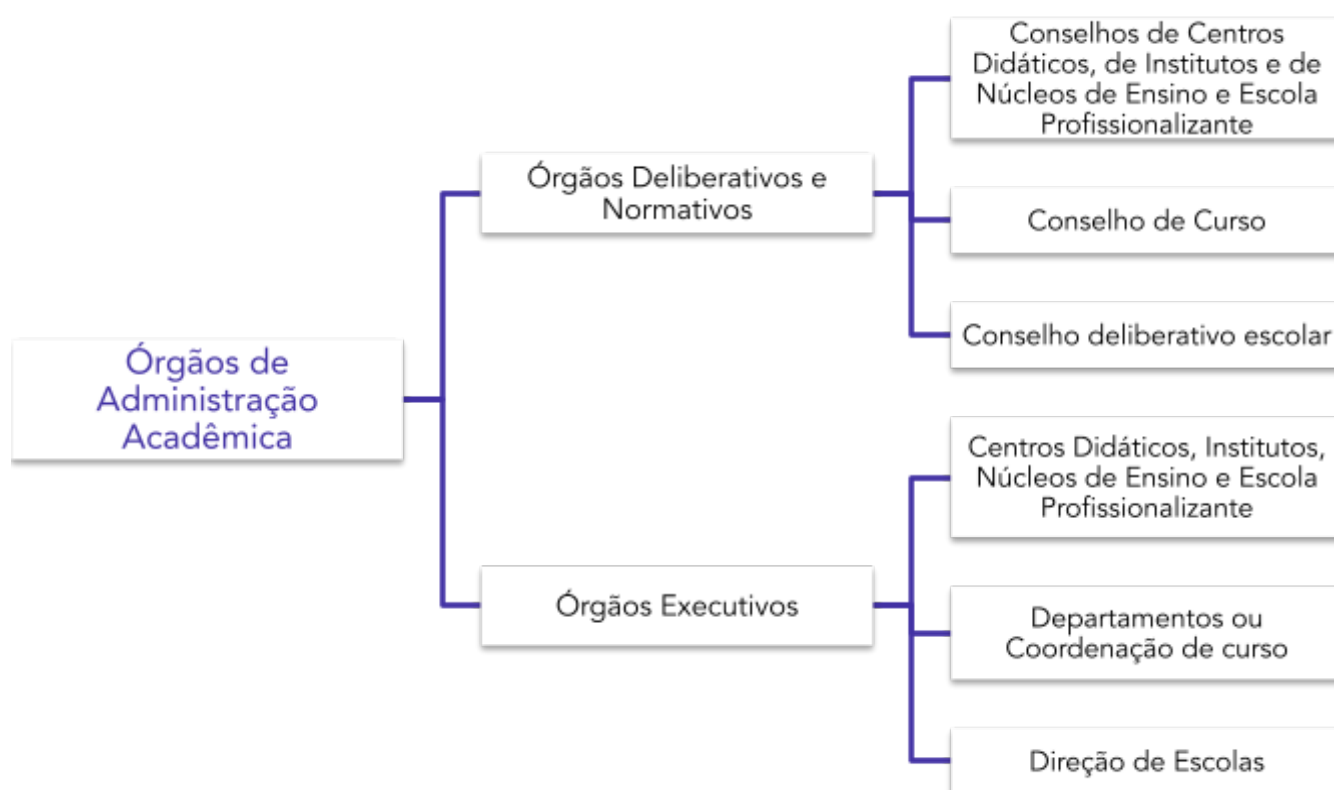 Órgãos de
Administração
Acadêmica
Órgãos Deliberativos e
Normativos
Conselhos de Centros
Didáticos, de Institutos e de
Núcleos de Ensino e Escola
Profissionalizante
Conselho de Curso
Conselho deliberativo escolar
Órgãos Executivos
Centros Didáticos, Institutos,
Núcleos de Ensino e Escola
Profissionalizante
Departamentos ou
Coordenação de curso
Direção de Escolas